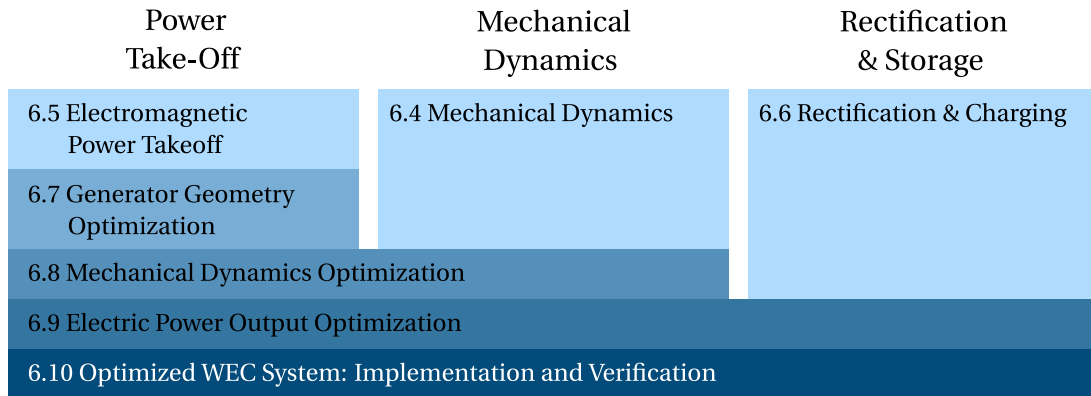 Power
Take-Off
Mechanical
Dynamics
Rectification
& Storage
6.5 Electromagnetic
Power Takeoff
6.4 Mechanical Dynamics
6.6 Rectification & Charging
6.7 Generator Geometry
Optimization
6.8 Mechanical Dynamics Optimization
6.9 Electric Power Output Optimization
6.10 Optimized WEC System: Implementation and Verification